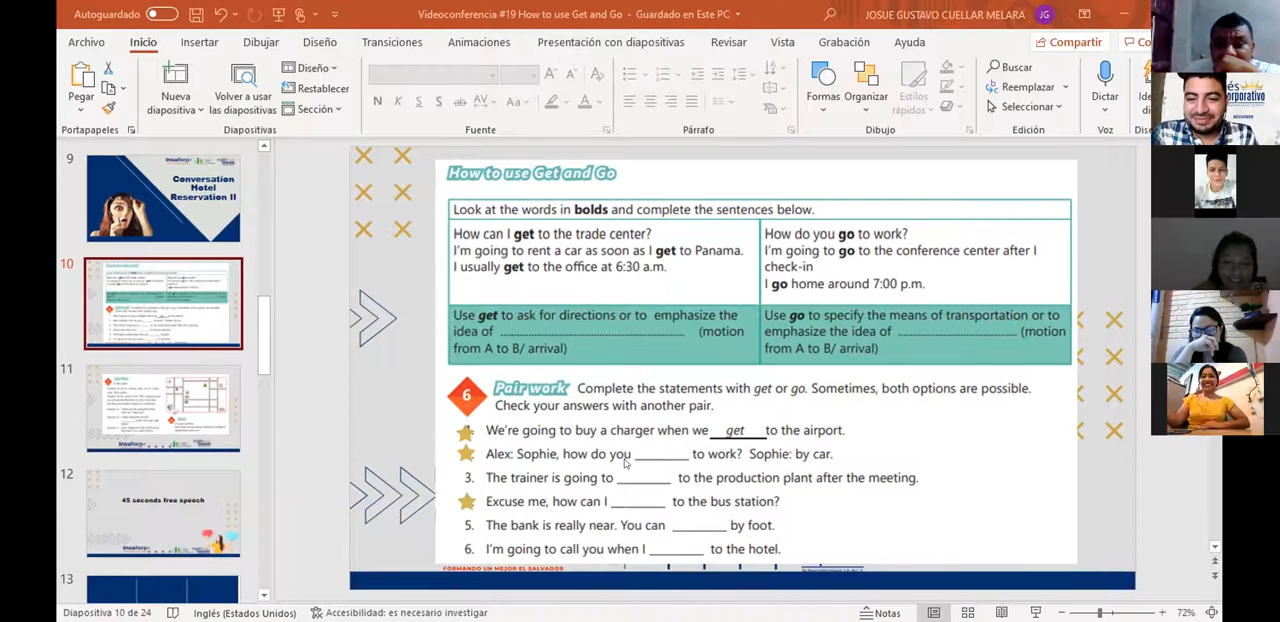 Autoguardado
Videoconferencia #19 How to use Get and Go - Guardado en Este PC
JOSUE GUSTAVO CUELLAR MELARA
JG
Archivo
Inicio
Insertar
Dibujar
Diseño
Transiciones
Animaciones
Presentación con diapositivas
Revisar
Vista
Grabación
Ayuda
Compartir
Co
Pegar
Nueva
diapositiva
Volver a usar
las diapositivas
Diseño
Restablecer
Sección
Formas
Organizar
Estilos
rápidos
Buscar
Reemplazar
Seleccionar
Dictar
Portapapeles
Diapositivas
Fuente
Párrafo
Dibujo
Edición
Voz
9
Conversation
Hotel
Reservation II
10
11
12
45 seconds free speech
13
How to use Get and Go
Look at the words in bolds and complete the sentences below.
How can I get to the trade center?
I'm going to rent a car as soon as I get to Panama.
I usually get to the office at 6:30 a.m.
How do you go to work?
I'm going to go to the conference center after I
check-in
I go home around 7:00 p.m.
Use get to ask for directions or to emphasize the
idea of ........................ (motion
from A to B/ arrival)
Use go to specify the means of transportation or to
emphasize the idea of ........................ (motion
from A to B/ arrival)
6
Pair work Complete the statements with get or go. Sometimes, both options are possible.
Check your answers with another pair.
We're going to buy a charger when we get to the airport.
Alex: Sophie, how do you ________ to work? Sophie: by car.
3. The trainer is going to ________ to the production plant after the meeting.
Excuse me, how can I ________ to the bus station?
5. The bank is really near. You can ________ by foot.
6. I'm going to call you when I ________ to the hotel.
FORMANDO UN MEJOR EL SALVADOR
Diapositiva 10 de 24
Inglés (Estados Unidos)
Accesibilidad: es necesario investigar
Notas
72%